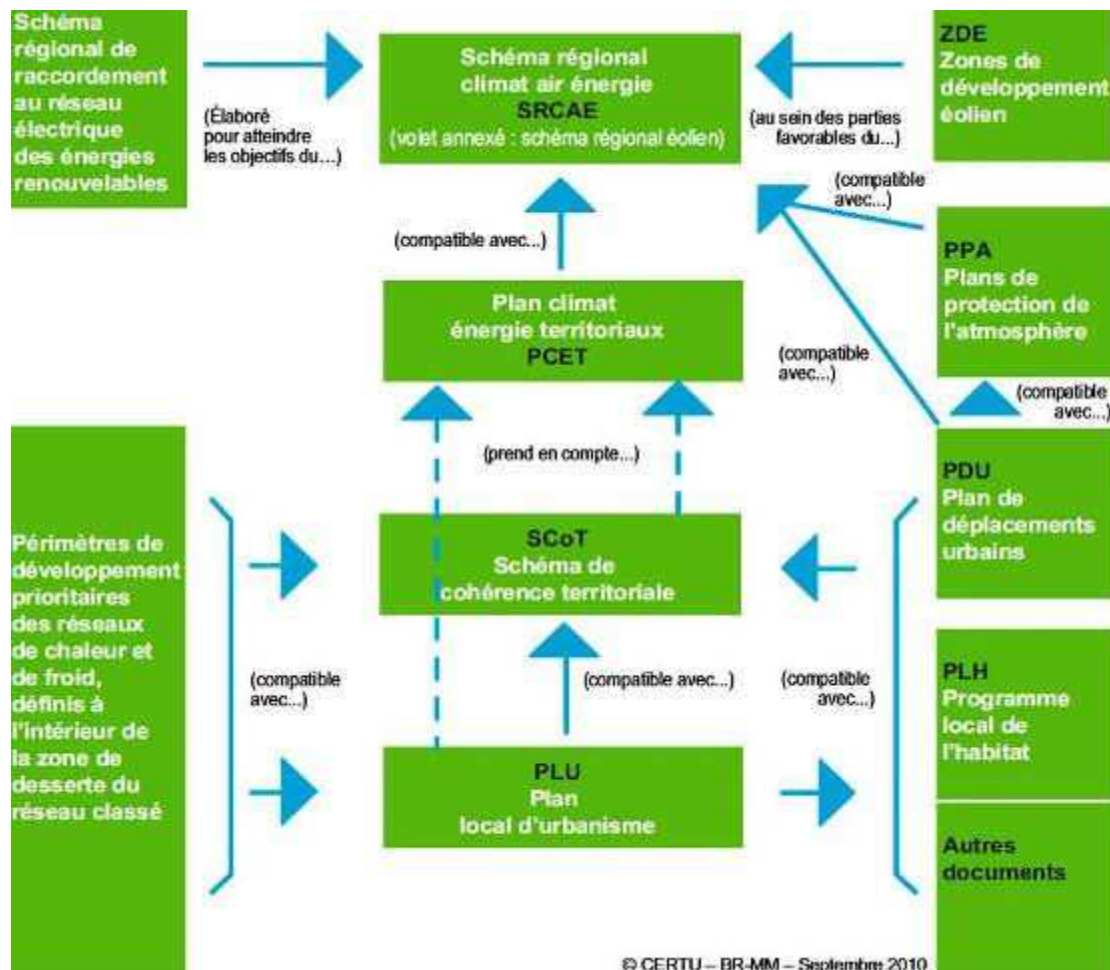 Schéma
régional de
raccordement
au réseau
électrique
des énergies
renouvelables
(Élaboré
pour atteindre
les objectifs du...)
Schéma régional
climat air énergie
SRCAE
(volet annexé : schéma régional éolien)
(au sein des parties
favorables du...)
ZDE
Zones de
développement
éolien
(compatible
avec...)
(compatible avec...)
PPA
Plans de
protection de
l'atmosphère
Plan climat
énergie territoriaux
PCET
(compatible
avec...)
(compatible
avec...)
(prend en compte...)
PDU
Plan de
déplacements
urbains
SCoT
Schéma de
cohérence territoriale
Périmètres de
développement
prioritaires
des réseaux
de chaleur et
de froid,
définis à
l'intérieur de
la zone de
desserte du
réseau classé
(compatible
avec...)
(compatible avec...)
(compatible
avec...)
PLH
Programme
local de
l'habitat
PLU
Plan
local d'urbanisme
Autres
documents
© CERTU – BR-MM – Septembre 2010